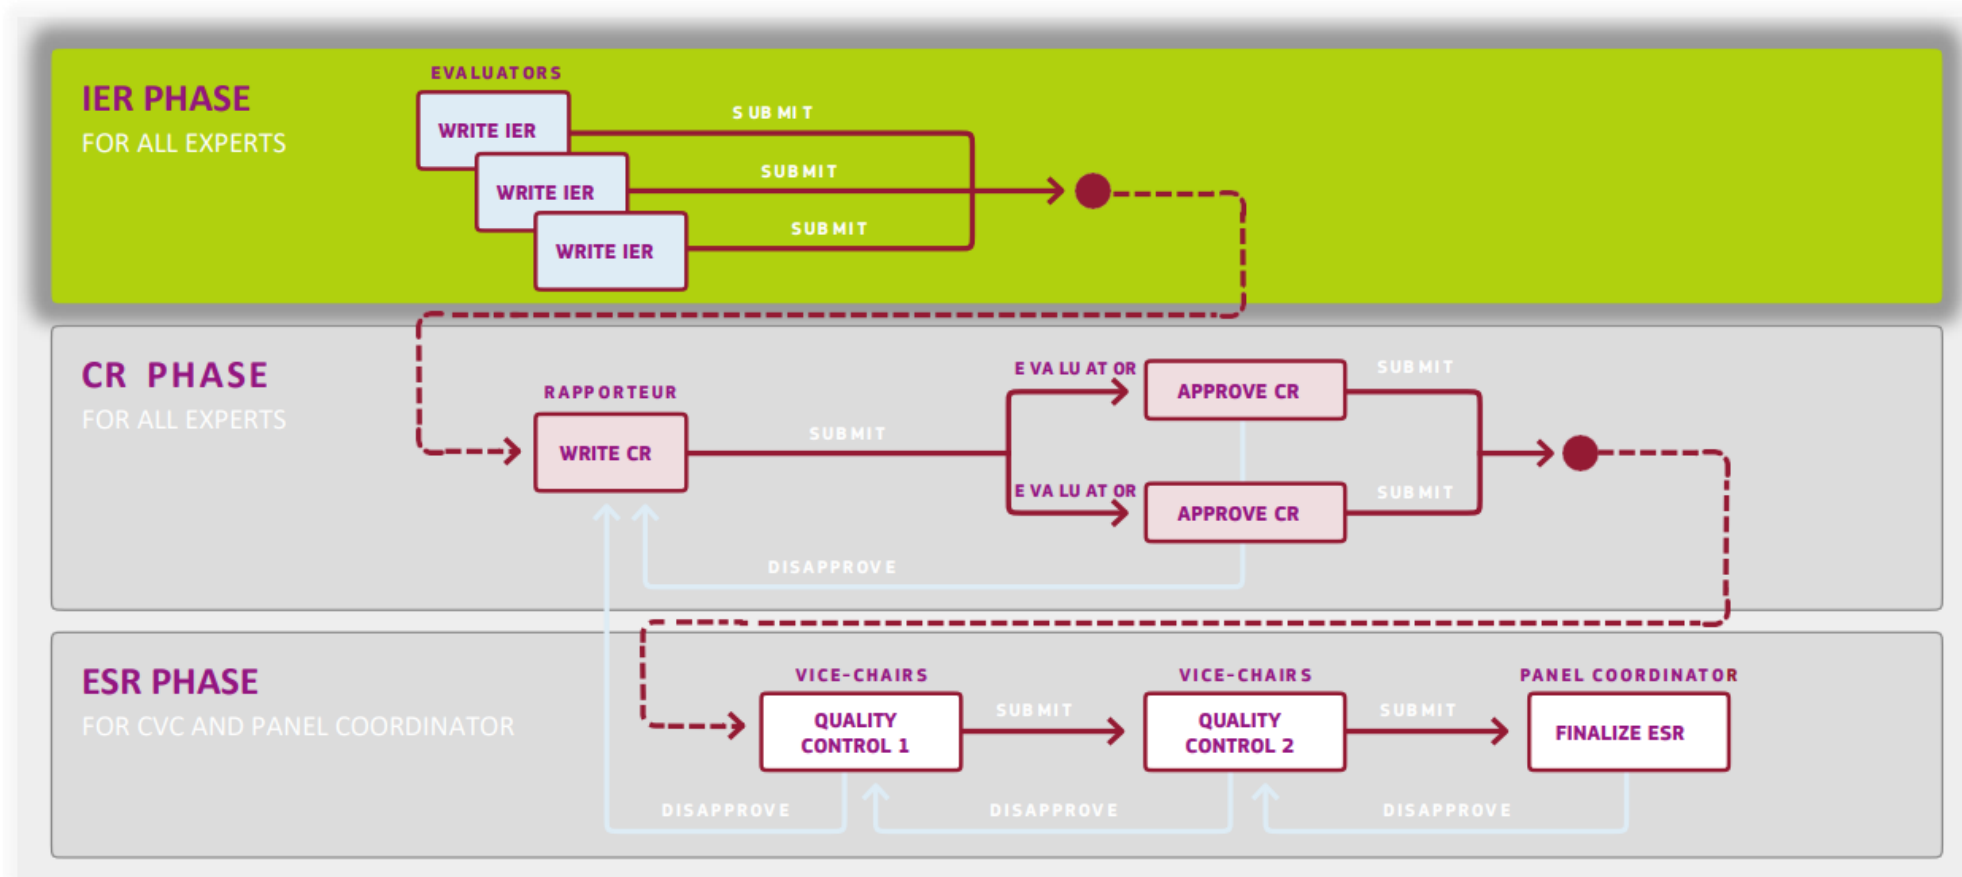 IER PHASE
FOR ALL EXPERTS
EVALUATORS
WRITE IER
SUBMIT
WRITE IER
SUBMIT
WRITE IER
SUBMIT
CR PHASE
FOR ALL EXPERTS
RAPPORTEUR
WRITE CR
SUBMIT
EVALUATOR
APPROVE CR
SUBMIT
EVALUATOR
APPROVE CR
SUBMIT
DISAPPROVE
ESR PHASE
FOR CVC AND PANEL COORDINATOR
VICE-CHAIRS
QUALITY
CONTROL 1
SUBMIT
VICE-CHAIRS
QUALITY
CONTROL 2
SUBMIT
PANEL COORDINATOR
FINALIZE ESR
DISAPPROVE
DISAPPROVE
DISAPPROVE